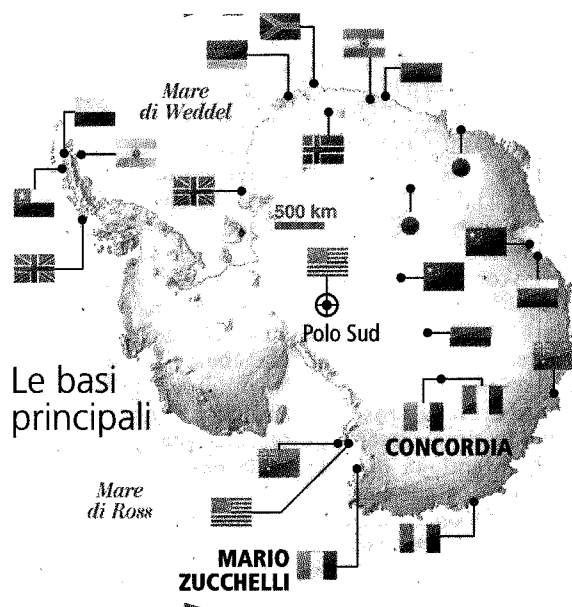 Mare
di Weddel
500 km
Polo Sud
Le basi
principali
CONCORDIA
Mare
di Ross
MARIO
ZUCCHELLI